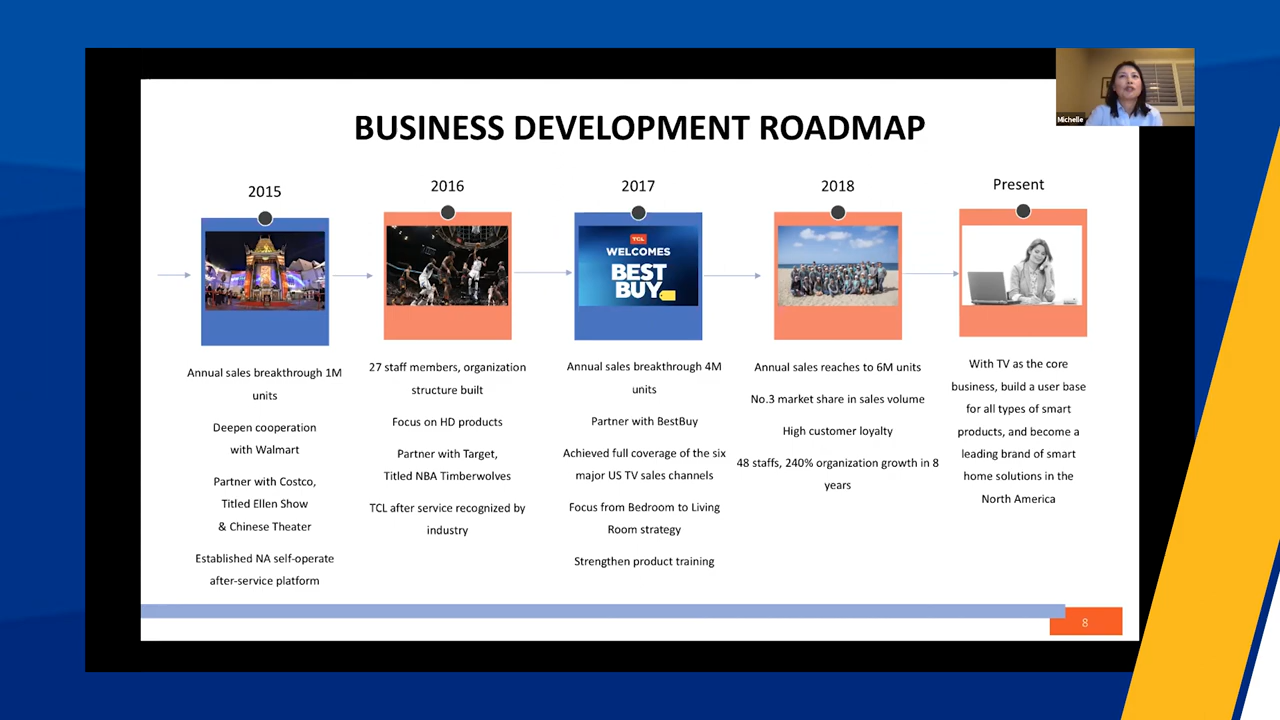 Michelle
BUSINESS DEVELOPMENT ROADMAP
2015
Annual sales breakthrough 1M
units
Deepen cooperation
with Walmart
Partner with Costco,
Titled Ellen Show
& Chinese Theater
Established NA self-operate
after-service platform
2016
27 staff members, organization
structure built
Focus on HD products
Partner with Target,
Titled NBA Timberwolves
TCL after service recognized by
industry
2017
TCL
WELCOMES
BEST
BUY
Annual sales breakthrough 4M
units
Partner with BestBuy
Achieved full coverage of the six
major US TV sales channels
Focus from Bedroom to Living
Room strategy
Strengthen product training
2018
Annual sales reaches to 6M units
No.3 market share in sales volume
High customer loyalty
48 staffs, 240% organization growth in 8
years
Present
With TV as the core
business, build a user base
for all types of smart
products, and become a
leading brand of smart
home solutions in the
North America
8